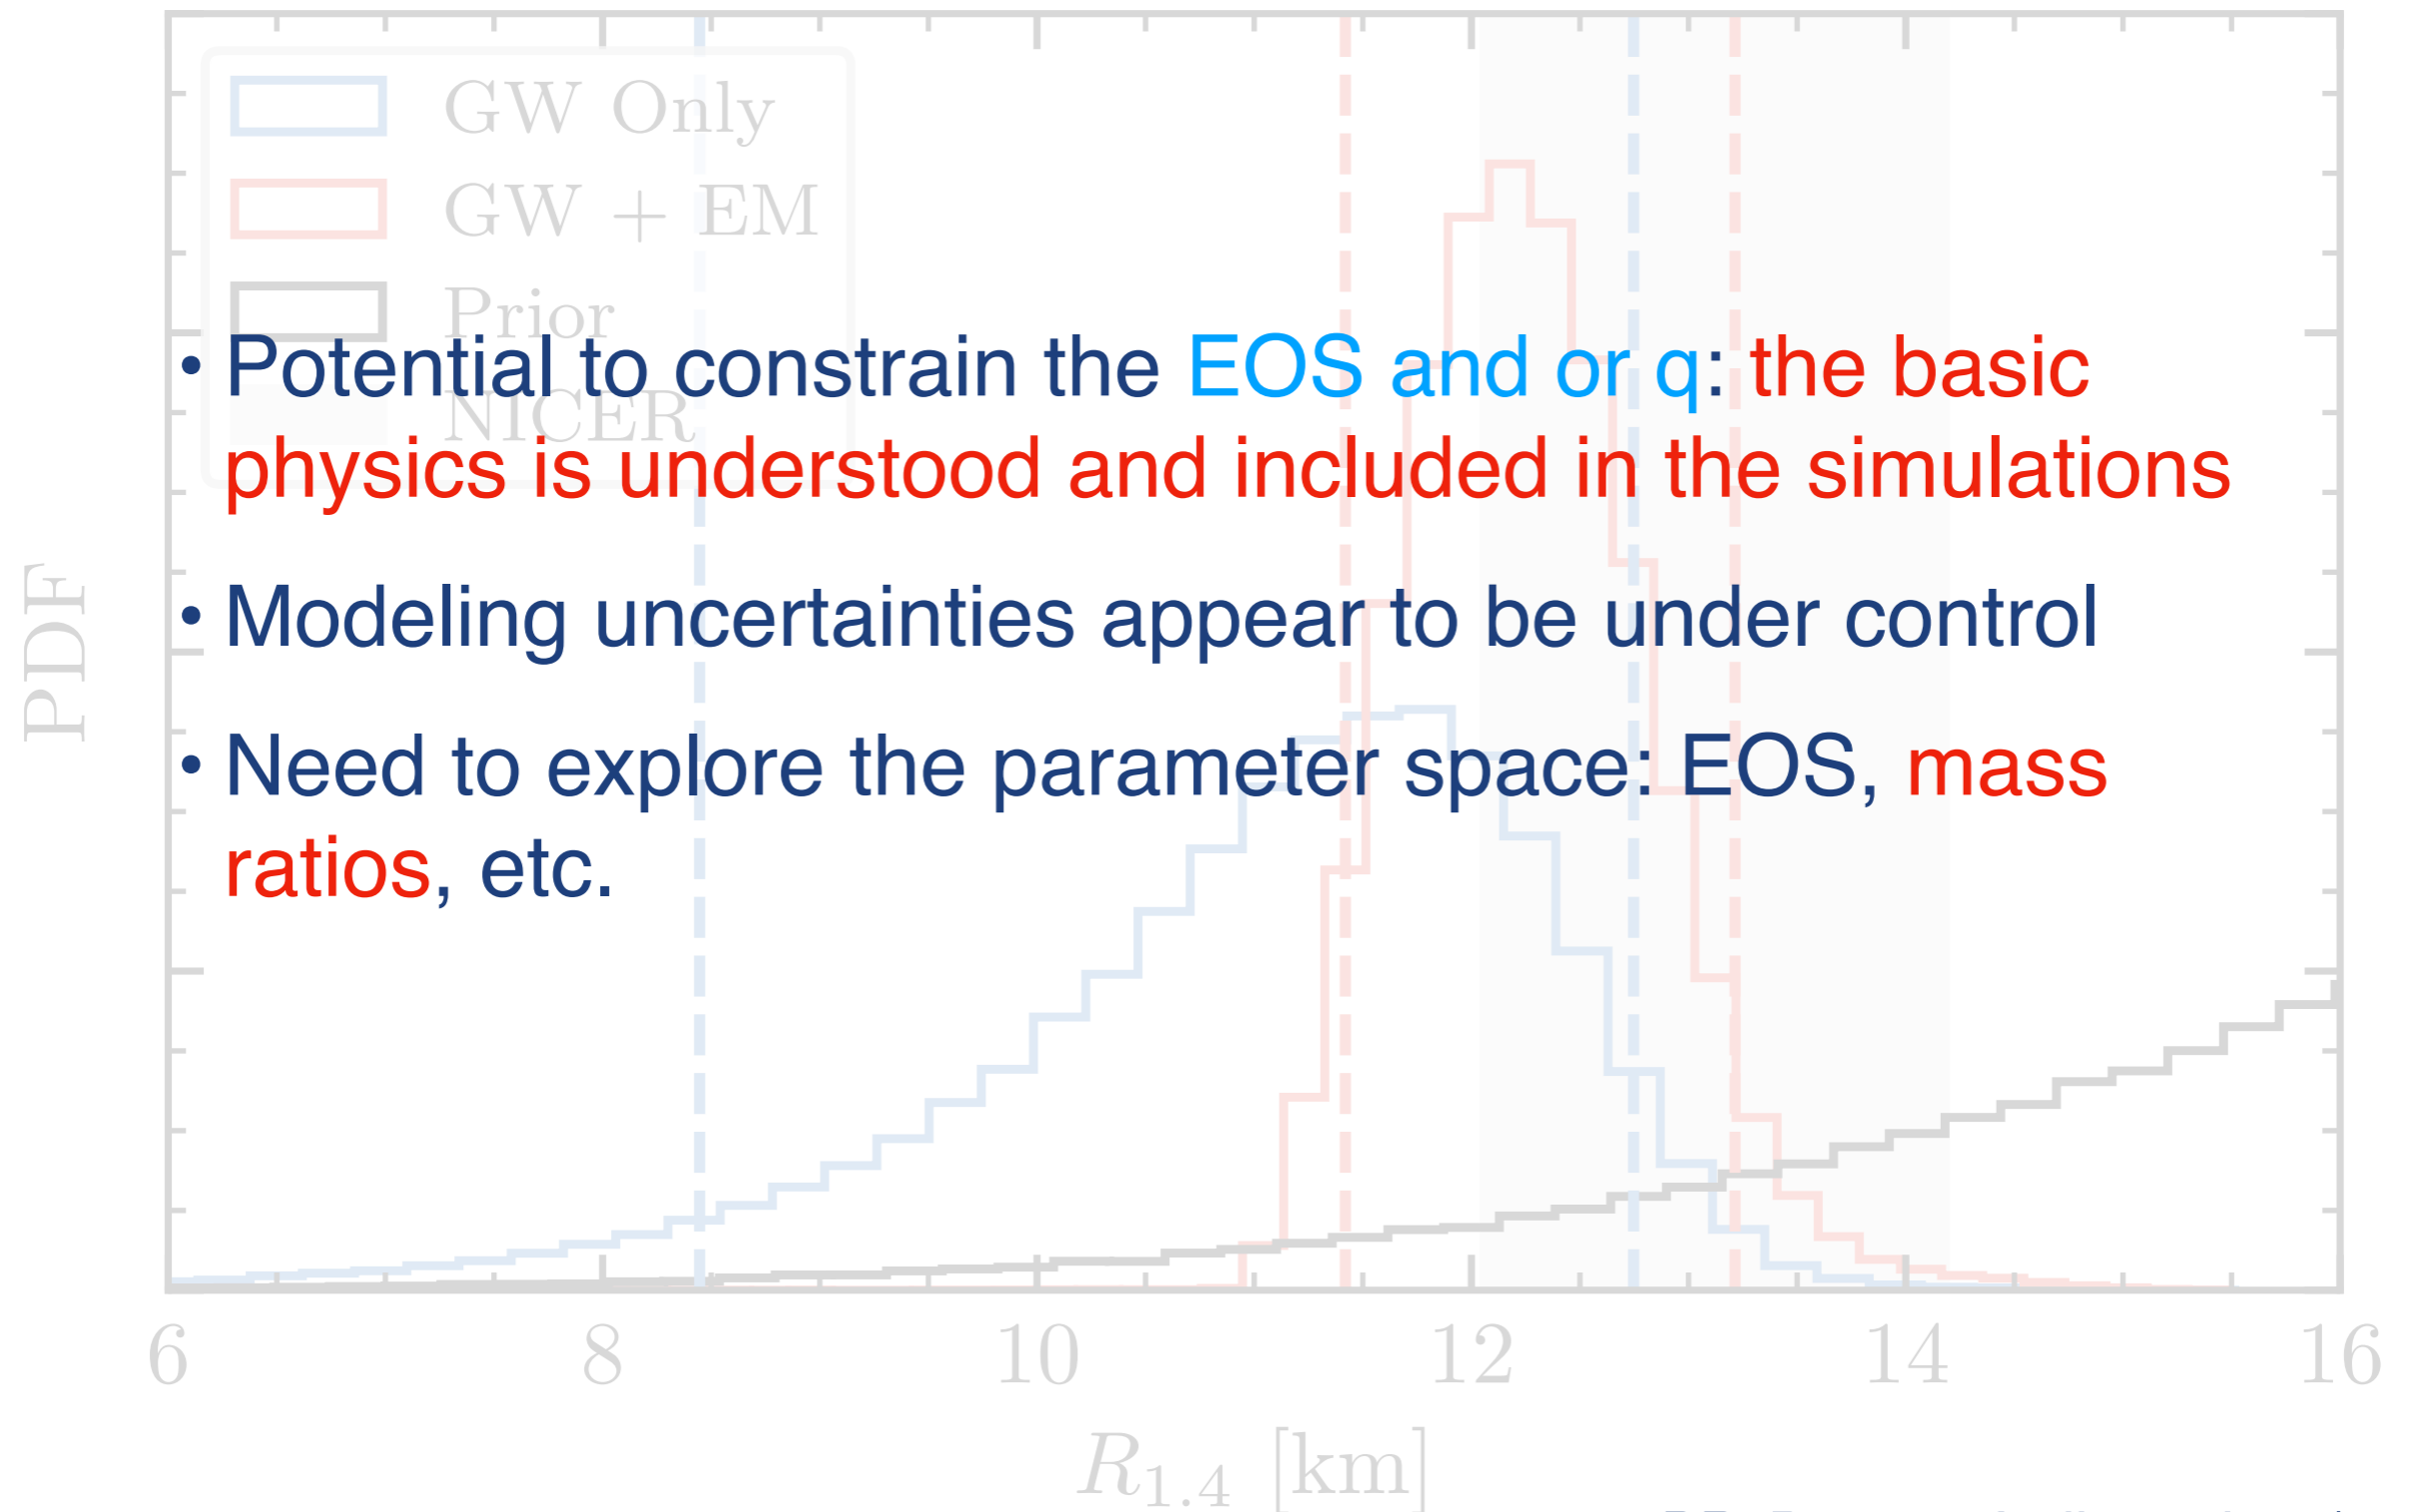 GW Only
GW + EM
Prior
NICER
• Potential to constrain the EOS and or q: the basic
physics is understood and included in the simulations
• Modeling uncertainties appear to be under control
• Need to explore the parameter space: EOS, mass
ratios, etc.
PDF
6 8 10 12 14 16
R1.4 [km]